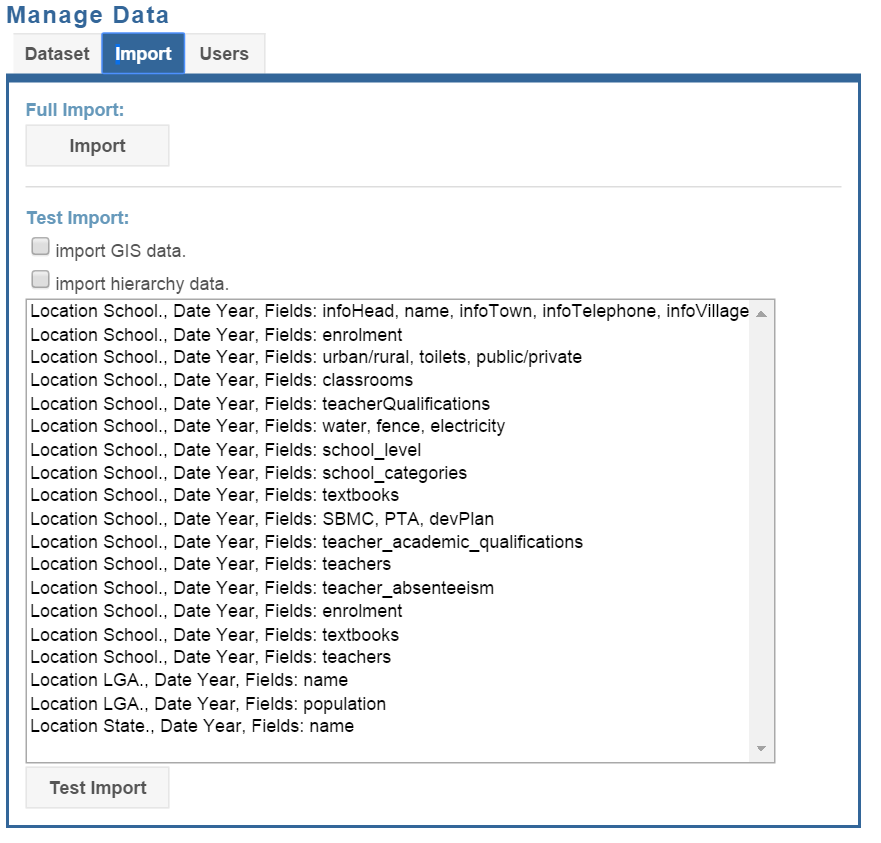 Manage Data
Dataset Import Users
Full Import:
Import
Test Import:
import GIS data.
import hierarchy data.
Location School., Date Year, Fields: infoHead, name, infoTown, infoTelephone, infoVillage
Location School., Date Year, Fields: enrolment
Location School., Date Year, Fields: urban/rural, toilets, public/private
Location School., Date Year, Fields: classrooms
Location School., Date Year, Fields: teacherQualifications
Location School., Date Year, Fields: water, fence, electricity
Location School., Date Year, Fields: school_level
Location School., Date Year, Fields: school_categories
Location School., Date Year, Fields: textbooks
Location School., Date Year, Fields: SBMC, PTA, devPlan
Location School., Date Year, Fields: teacher_academic_qualifications
Location School., Date Year, Fields: teachers
Location School., Date Year, Fields: teacher_absenteeism
Location School., Date Year, Fields: enrolment
Location School., Date Year, Fields: textbooks
Location School., Date Year, Fields: teachers
Location LGA., Date Year, Fields: name
Location LGA., Date Year, Fields: population
Location State., Date Year, Fields: name
Test Import